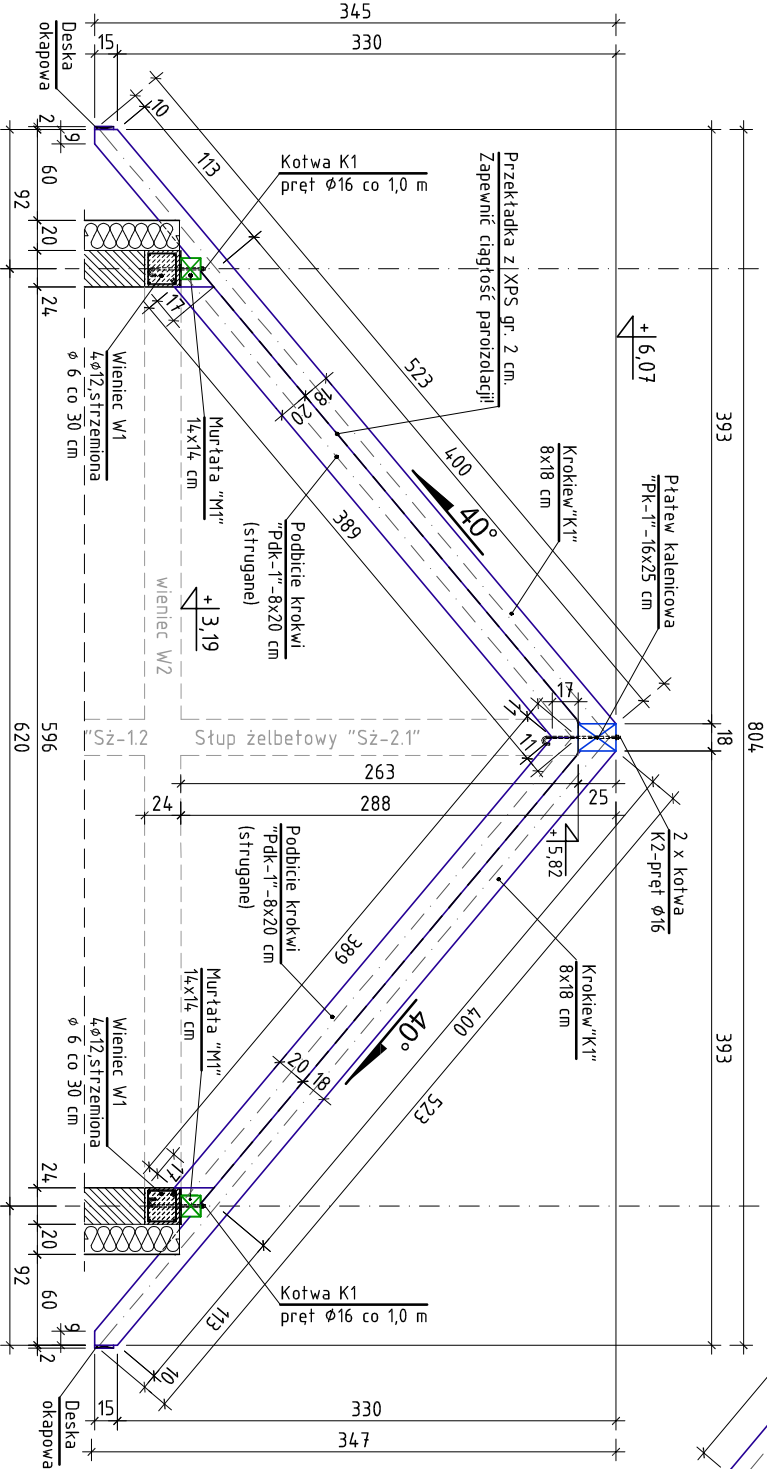 345
15
330
Deska
okapowa
2
9
60
92
20
24
10
113
Kotwa K1
pręt Φ16 co 1,0 m
Przekładka z XPS gr. 2 cm.
Zapewnić ciągłość paroizolacji!
+ 6,07
393
523
400
18
20
17
389
40°
Krokiew"K1"
8x18 cm
Płatew kalenicowa
"Pk-1"-16x25 cm
Murłata "M1"
14x14 cm
Wieniec W1
4ϕ12,strzemiona
ϕ 6 co 30 cm
Podbicie krokwi
"Pdk-1"-8x20 cm
(strugane)
wieniec W2
+ 3,19
17
11
18
804
596
620
"Sż-1.2
Słup żelbetowy "Sż-2.1"
263
25
24
288
+ 5,82
2 x kotwa
K2-pręt ϕ16
Podbicie krokwi
"Pdk-1"-8x20 cm
(strugane)
389
Krokiew"K1"
8x18 cm
400
523
40°
20
18
393
Murłata "M1"
14x14 cm
Wieniec W1
4ϕ12,strzemiona
ϕ 6 co 30 cm
17
24
20
92
60
9
2
Kotwa K1
pręt Φ16 co 1,0 m
113
10
Deska
okapowa
15
330
347